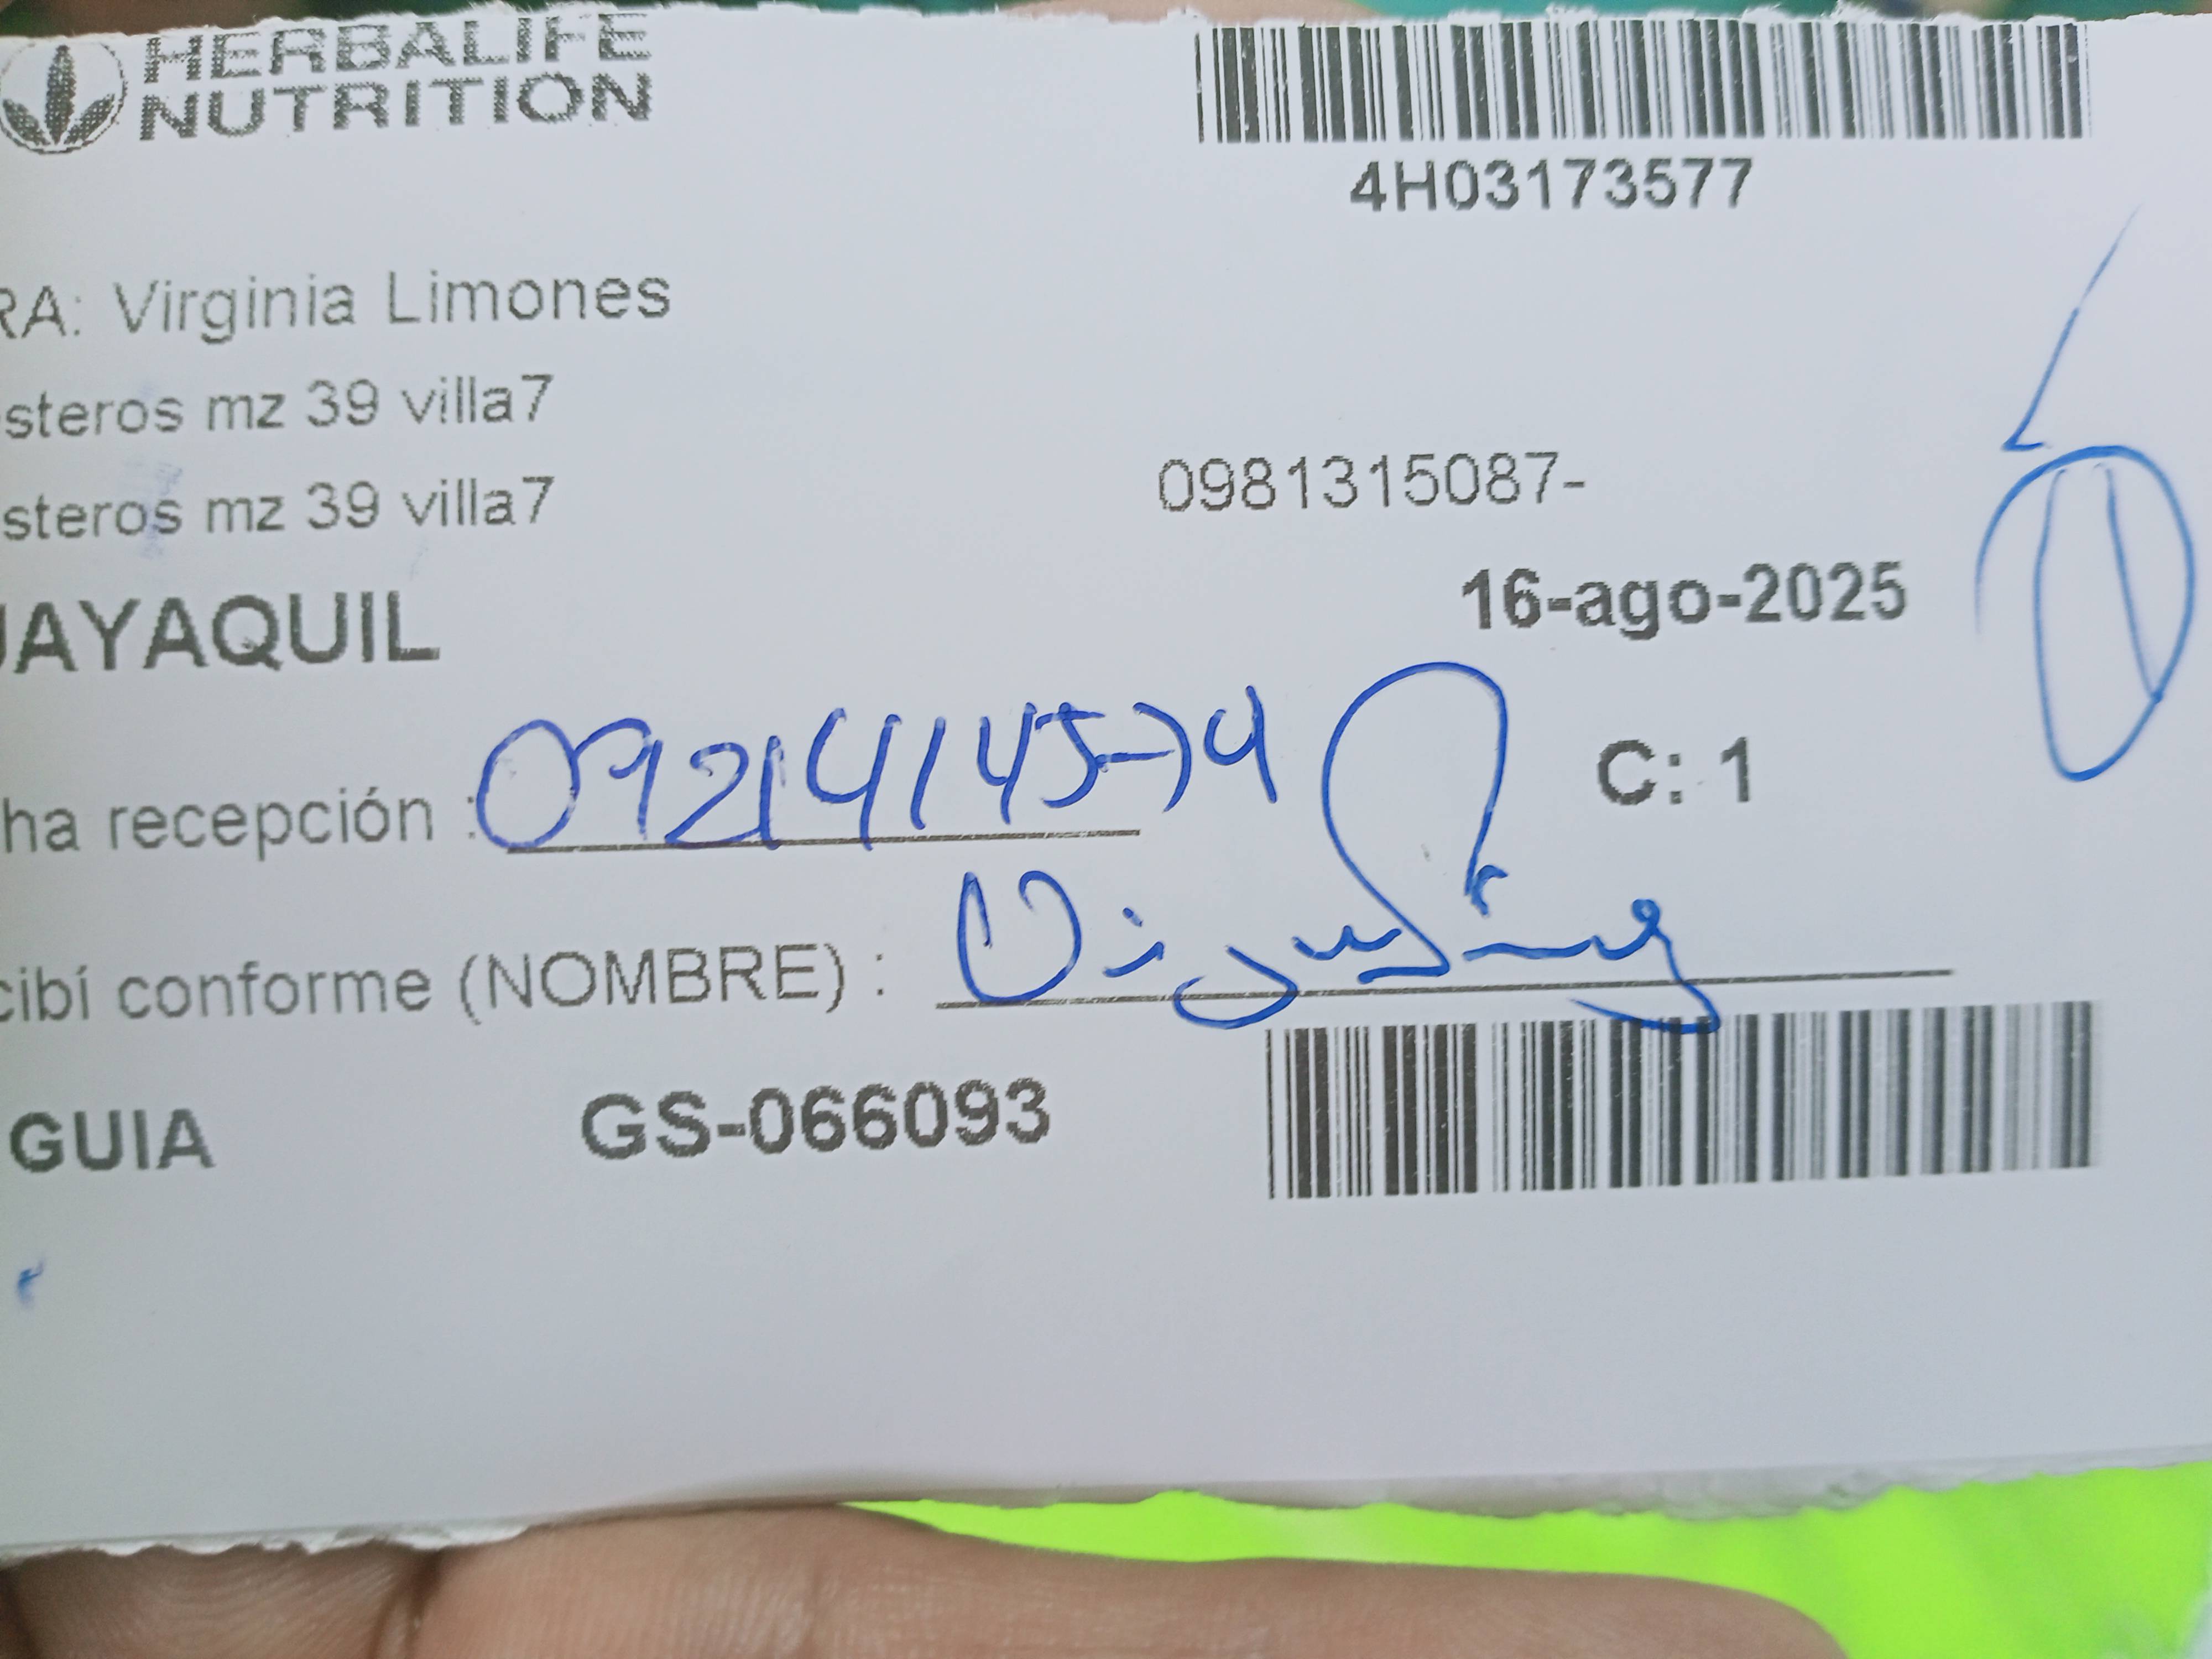 HERBALIFE
NUTRITION
4H03173577
RA: Virginia Limones
steros mz 39 villa7
steros mz 39 villa7
0981315087-
UAYAQUIL
16-ago-2025
ha recepción : 0921414574
C: 1
cibí conforme (NOMBRE) :
GUIA GS-066093